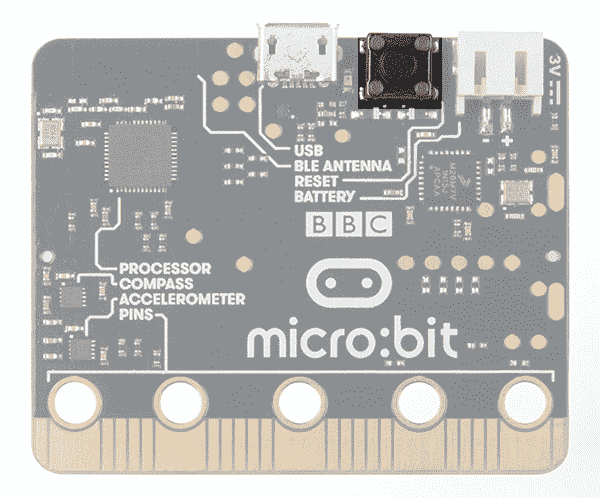 3V
USB
BLE ANTENNA
RESET
BATTERY
- +
BBC
PROCESSOR
COMPASS
ACCELEROMETER
PINS
micro:bit